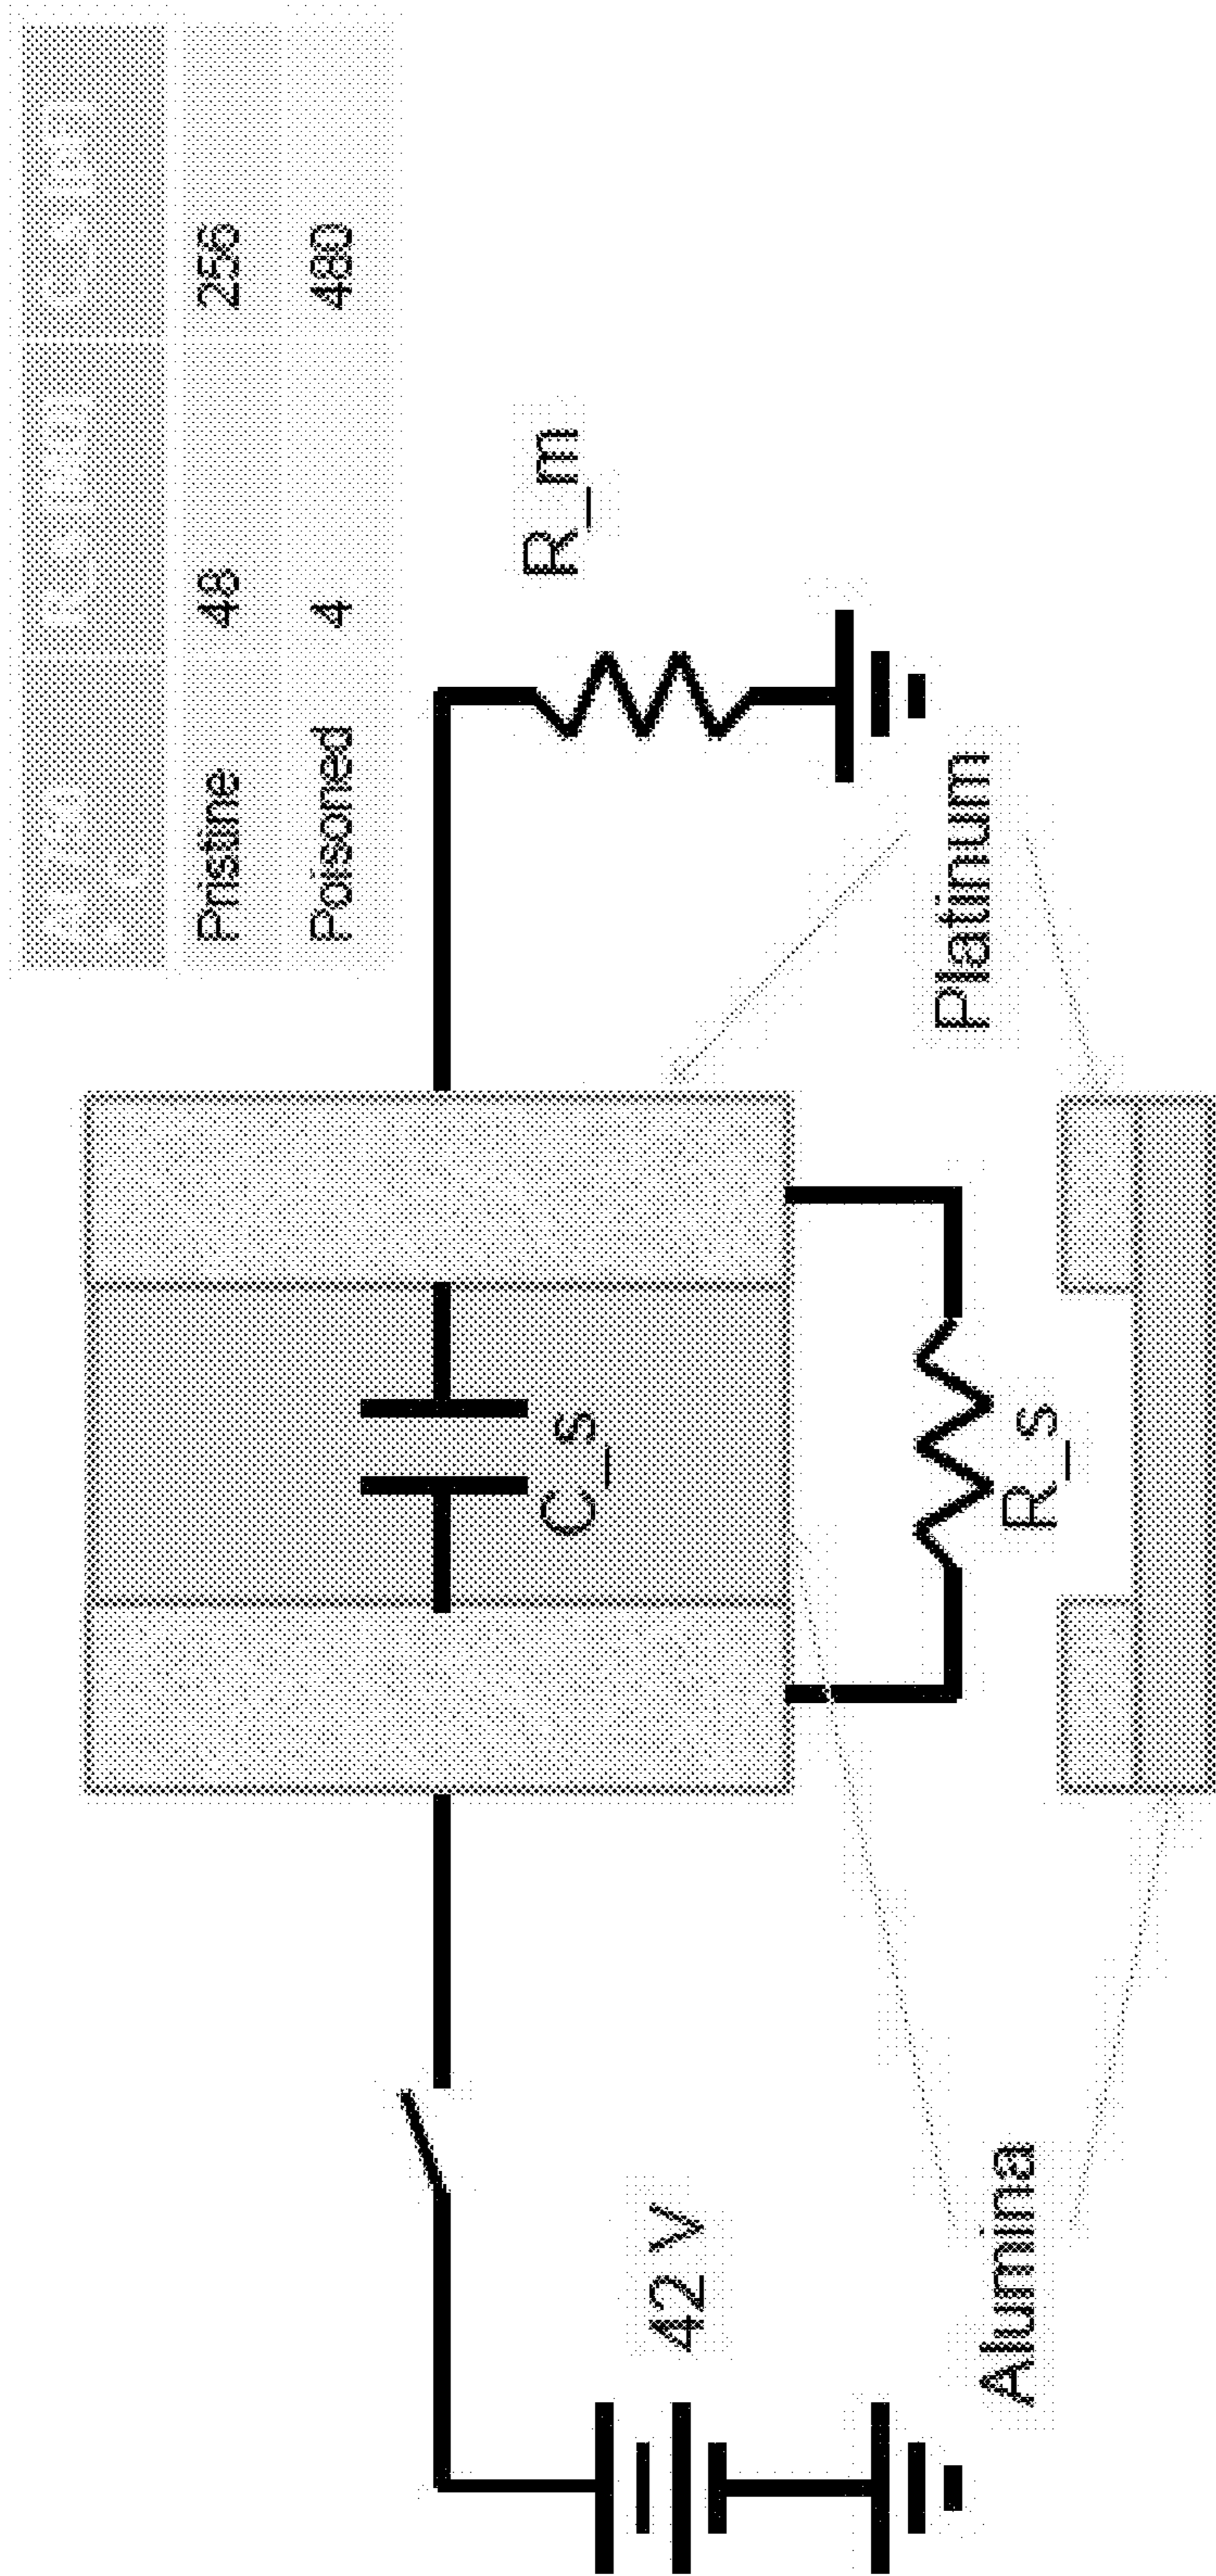 Pristine 48 256
Poisoned 4 480
R_m
C_s
R_s
42 V
Platinum
Alumina